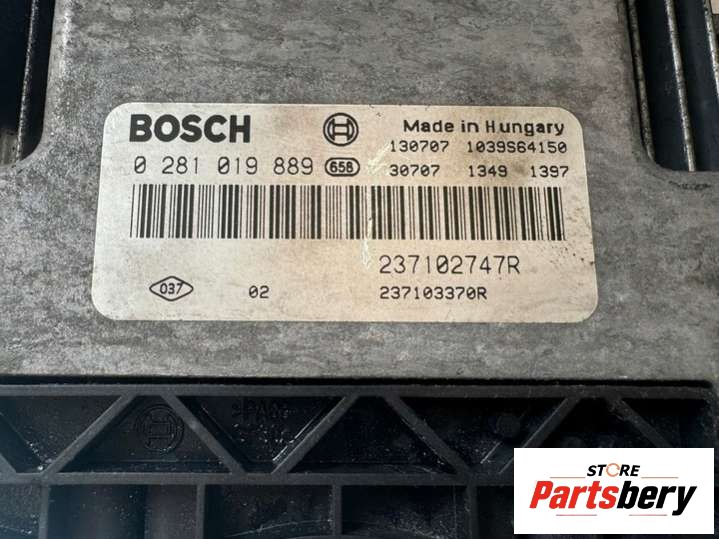 BOSCH Made in Hungary
130707 1039S64150
0 281 019 889 658 30707 1349 1397
237102747R
037 02 237103370R
STORE
Partsbery